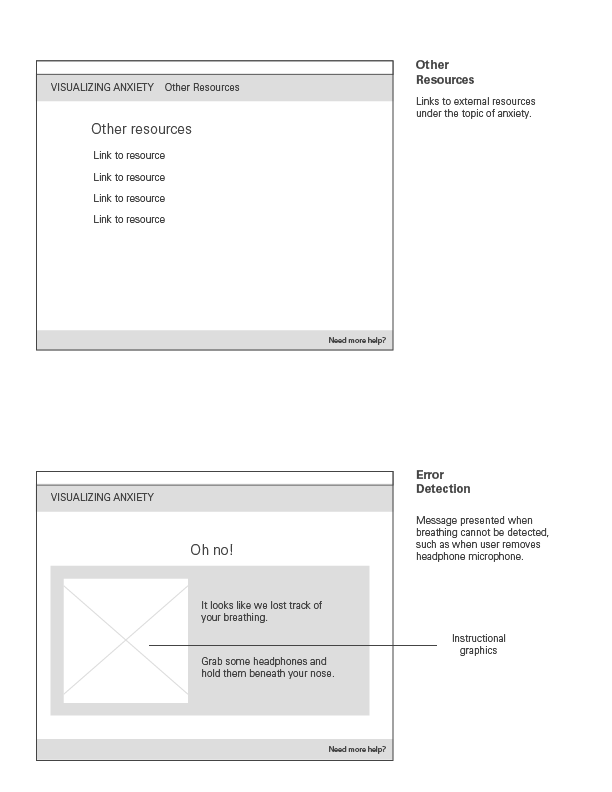 VISUALIZING ANXIETY Other Resources
Other resources
Link to resource
Link to resource
Link to resource
Link to resource
Need more help?
Other
Resources
Links to external resources
under the topic of anxiety.
VISUALIZING ANXIETY
Oh no!
It looks like we lost track of
your breathing.
Grab some headphones and
hold them beneath your nose.
Need more help?
Error
Detection
Message presented when
breathing cannot be detected,
such as when user removes
headphone microphone.
Instructional
graphics